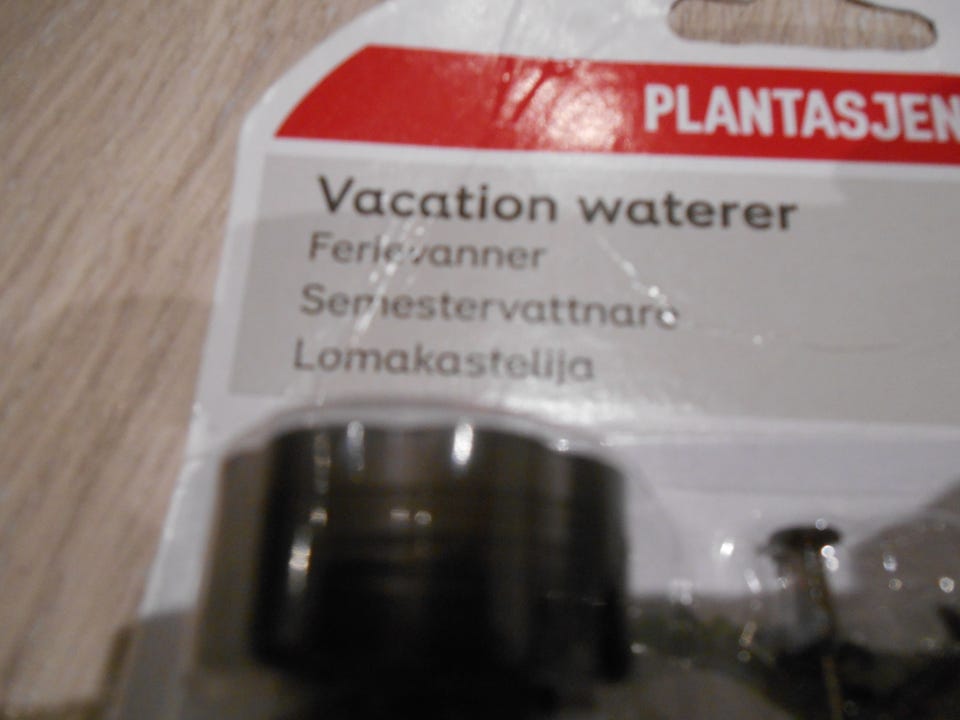 PLANTASJEN
Vacation waterer
Ferievanner
Semestervattnare
Lomakastelija